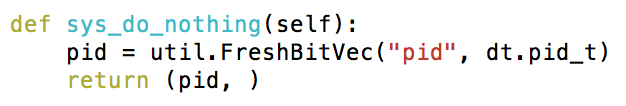 def sys_do_nothing(self):
    pid = util.FreshBitVec("pid", dt.pid_t)
    return (pid, )